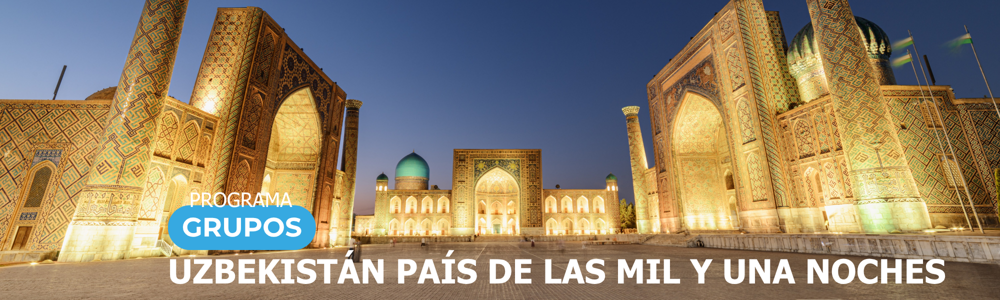 PROGRAMA
GRUPOS
UZBEKISTÁN PAÍS DE LAS MIL Y UNA NOCHES